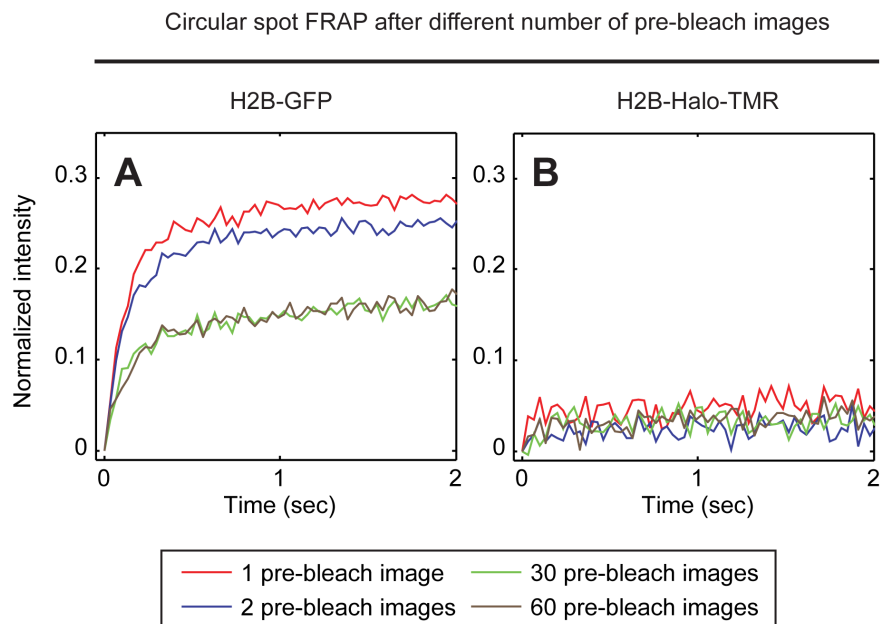 Circular spot FRAP after different number of pre-bleach images
H2B-GFP
H2B-Halo-TMR
A
B
Normalized intensity
0.3
0.2
0.1
0
0
1
2
Time (sec)
0.3
0.2
0.1
0
0
1
2
Time (sec)
1 pre-bleach image
30 pre-bleach images
2 pre-bleach images
60 pre-bleach images